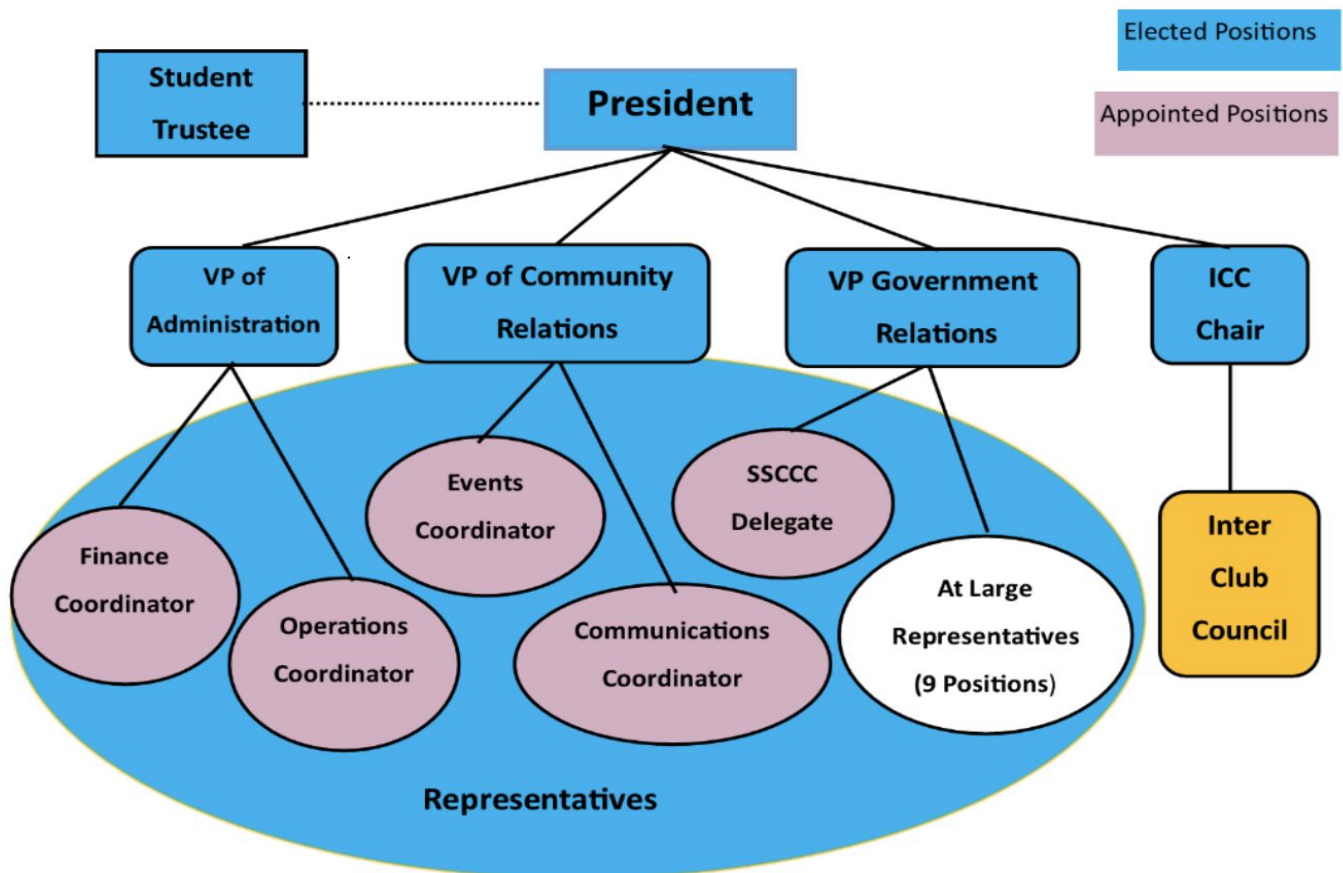 Elected Positions
Appointed Positions
Student
Trustee
President
VP of
Administration
VP of Community
Relations
VP Government
Relations
ICC
Chair
Finance
Coordinator
Operations
Coordinator
Events
Coordinator
Communications
Coordinator
SSCCC
Delegate
At Large
Representatives
(9 Positions)
Inter
Club
Council
Representatives